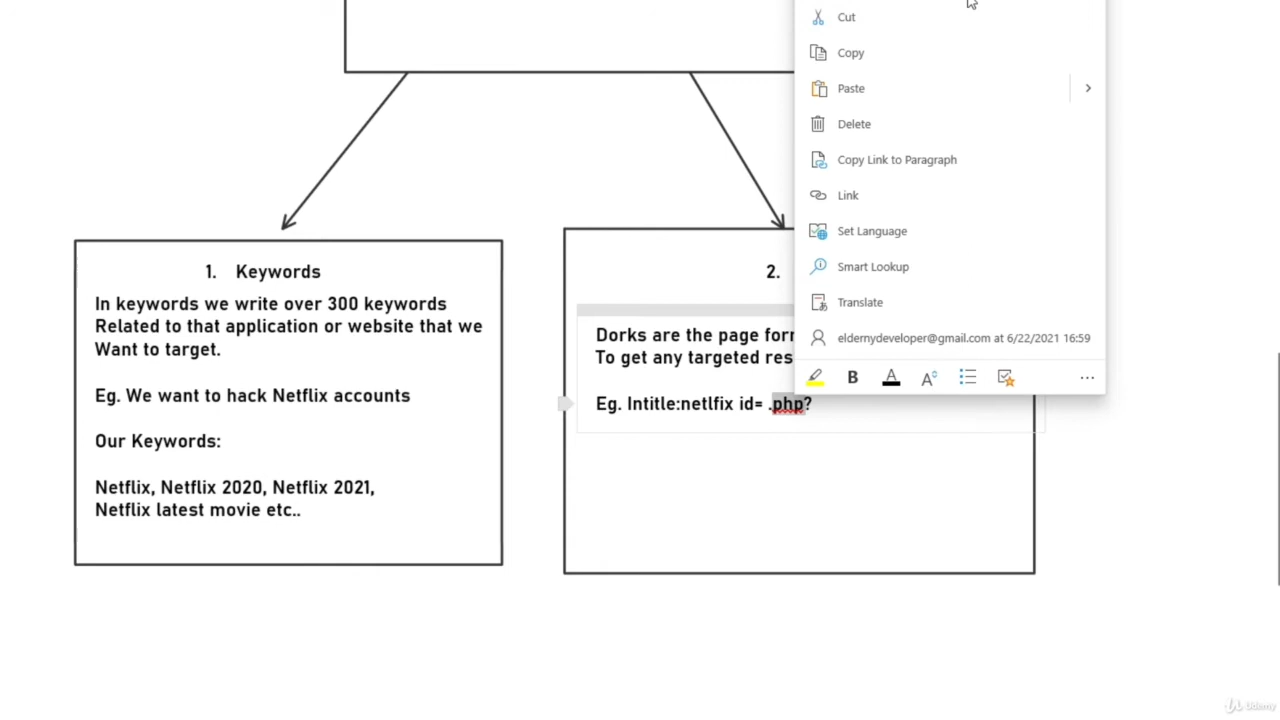 Cut
Copy
Paste
Delete
Copy Link to Paragraph
Link
Set Language
Smart Lookup
Translate
eldernydeveloper@gmail.com at 6/22/2021 16:59
B A A
1. Keywords
In keywords we write over 300 keywords
Related to that application or website that we
Want to target.
Eg. We want to hack Netflix accounts
Our Keywords:
Netflix, Netflix 2020, Netflix 2021,
Netflix latest movie etc..
2.
Dorks are the page
To get any targeted
Eg. Intitle:netlfix id= .php?
Udemy